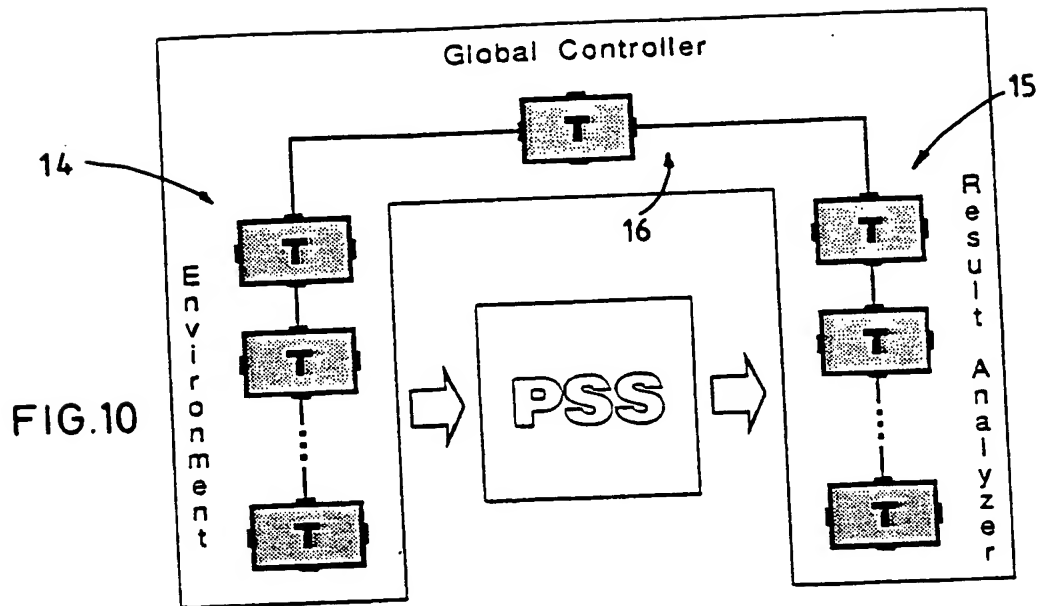 Global Controller
T
15
14
16
T
T
Environment
Result Analyzer
T
T
PSS
FIG.10
T
T